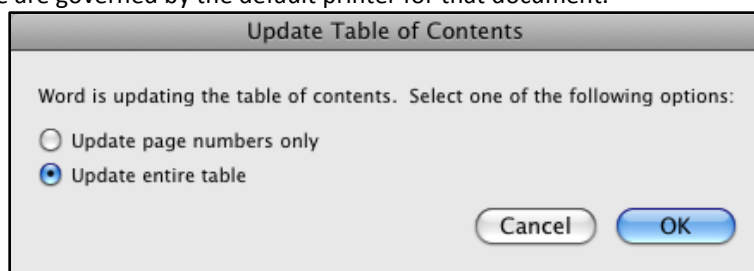 are governed by the default printer for that document.
Update Table of Contents
Word is updating the table of contents. Select one of the following options:
Update page numbers only
Update entire table
Cancel OK